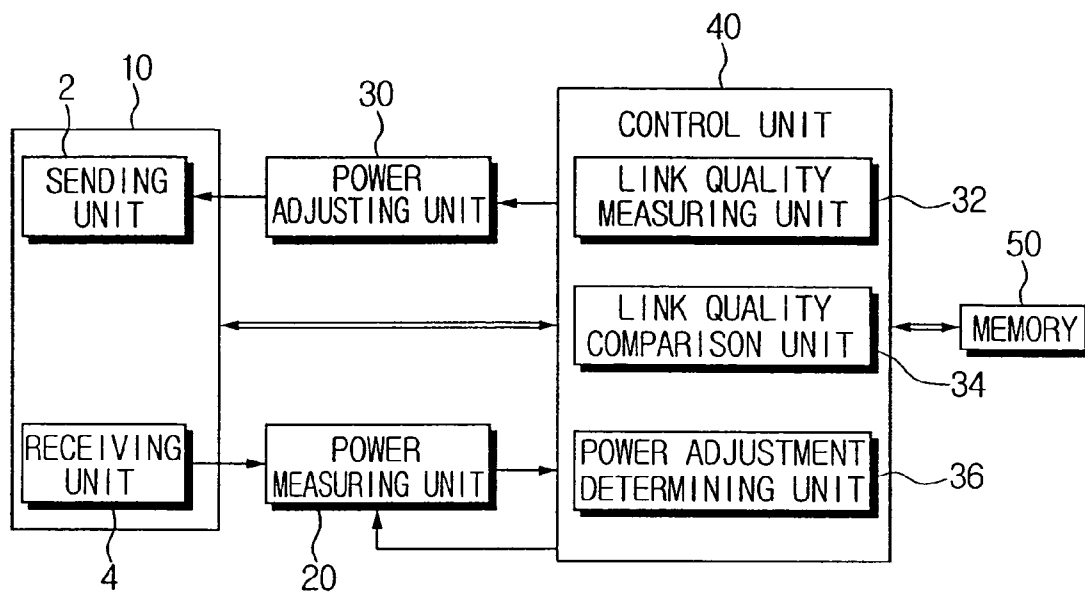 40
10
2
30
CONTROL UNIT
SENDING
UNIT
POWER
ADJUSTING UNIT
LINK QUALITY
MEASURING UNIT
32
50
LINK QUALITY
COMPARISON UNIT
MEMORY
34
RECEIVING
UNIT
POWER
MEASURING UNIT
POWER ADJUSTMENT
DETERMINING UNIT
36
4
20